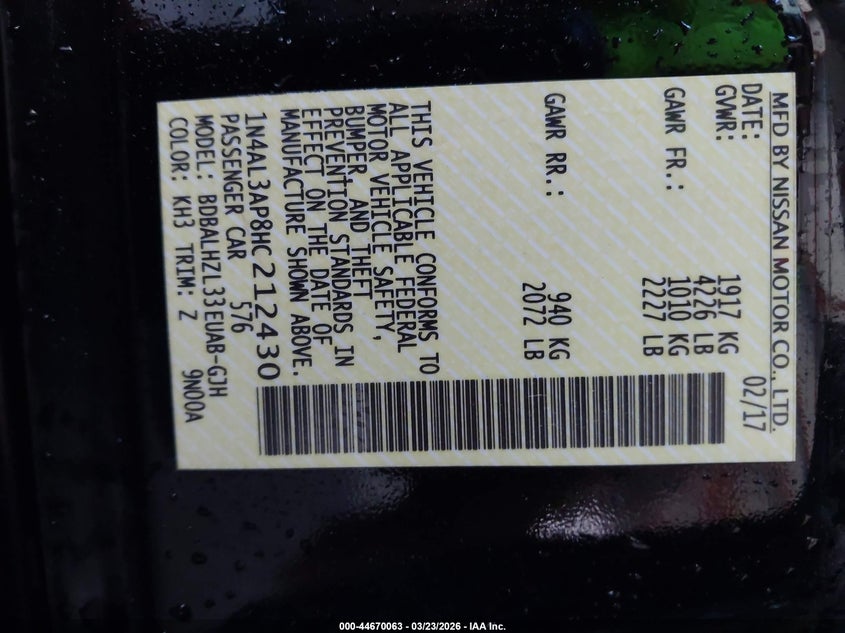 MFD BY NISSAN MOTOR CO., LTD.
DATE: 02/17
GVWR: 1917 KG
4226 LB
GAWR FR.: 1010 KG
2227 LB
GAWR RR.: 940 KG
2072 LB
THIS VEHICLE CONFORMS TO
ALL APPLICABLE FEDERAL
MOTOR VEHICLE SAFETY,
BUMPER, AND THEFT
PREVENTION STANDARDS IN
EFFECT ON THE DATE OF
MANUFACTURE SHOWN ABOVE.
1N4AL3AP8HC212430
PASSENGER CAR 576
MODEL: BDBALHZL33EUAB-GJH
COLOR: KH3 TRIM: Z 9N00A
000-44670063 - 03/23/2026 - IAA Inc.